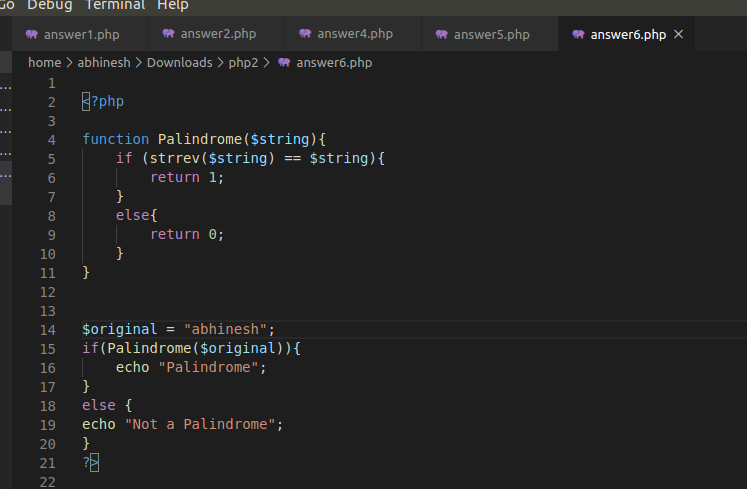 Go Debug Terminal Help
answer1.php answer2.php answer4.php answer5.php answer6.php ×
home > abhinesh > Downloads > php2 > answer6.php
1
2 <?php
3
4 function Palindrome($string){
5 if (strrev($string) == $string){
6 return 1;
7 }
8 else{
9 return 0;
10 }
11 }
12
13
14 $original = "abhinesh";
15 if(Palindrome($original)){
16 echo "Palindrome";
17 }
18 else {
19 echo "Not a Palindrome";
20 }
21 ?>
22